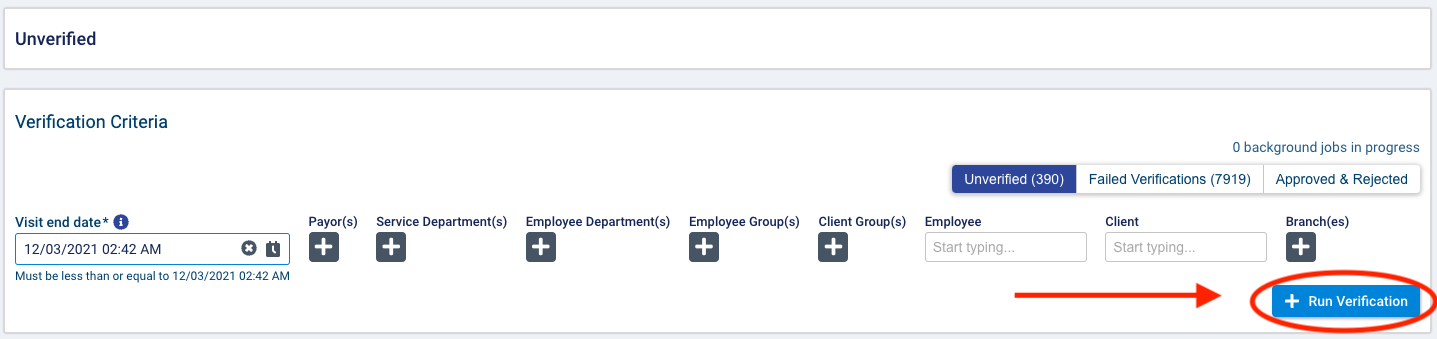 Unverified
Verification Criteria
0 background jobs in progress
Unverified (390) Failed Verifications (7919) Approved & Rejected
Visit end date* Payor(s) Service Department(s) Employee Department(s) Employee Group(s) Client Group(s) Employee Client Branch(es)
12/03/2021 02:42 AM Start typing... Start typing...
Must be less than or equal to 12/03/2021 02:42 AM
Run Verification